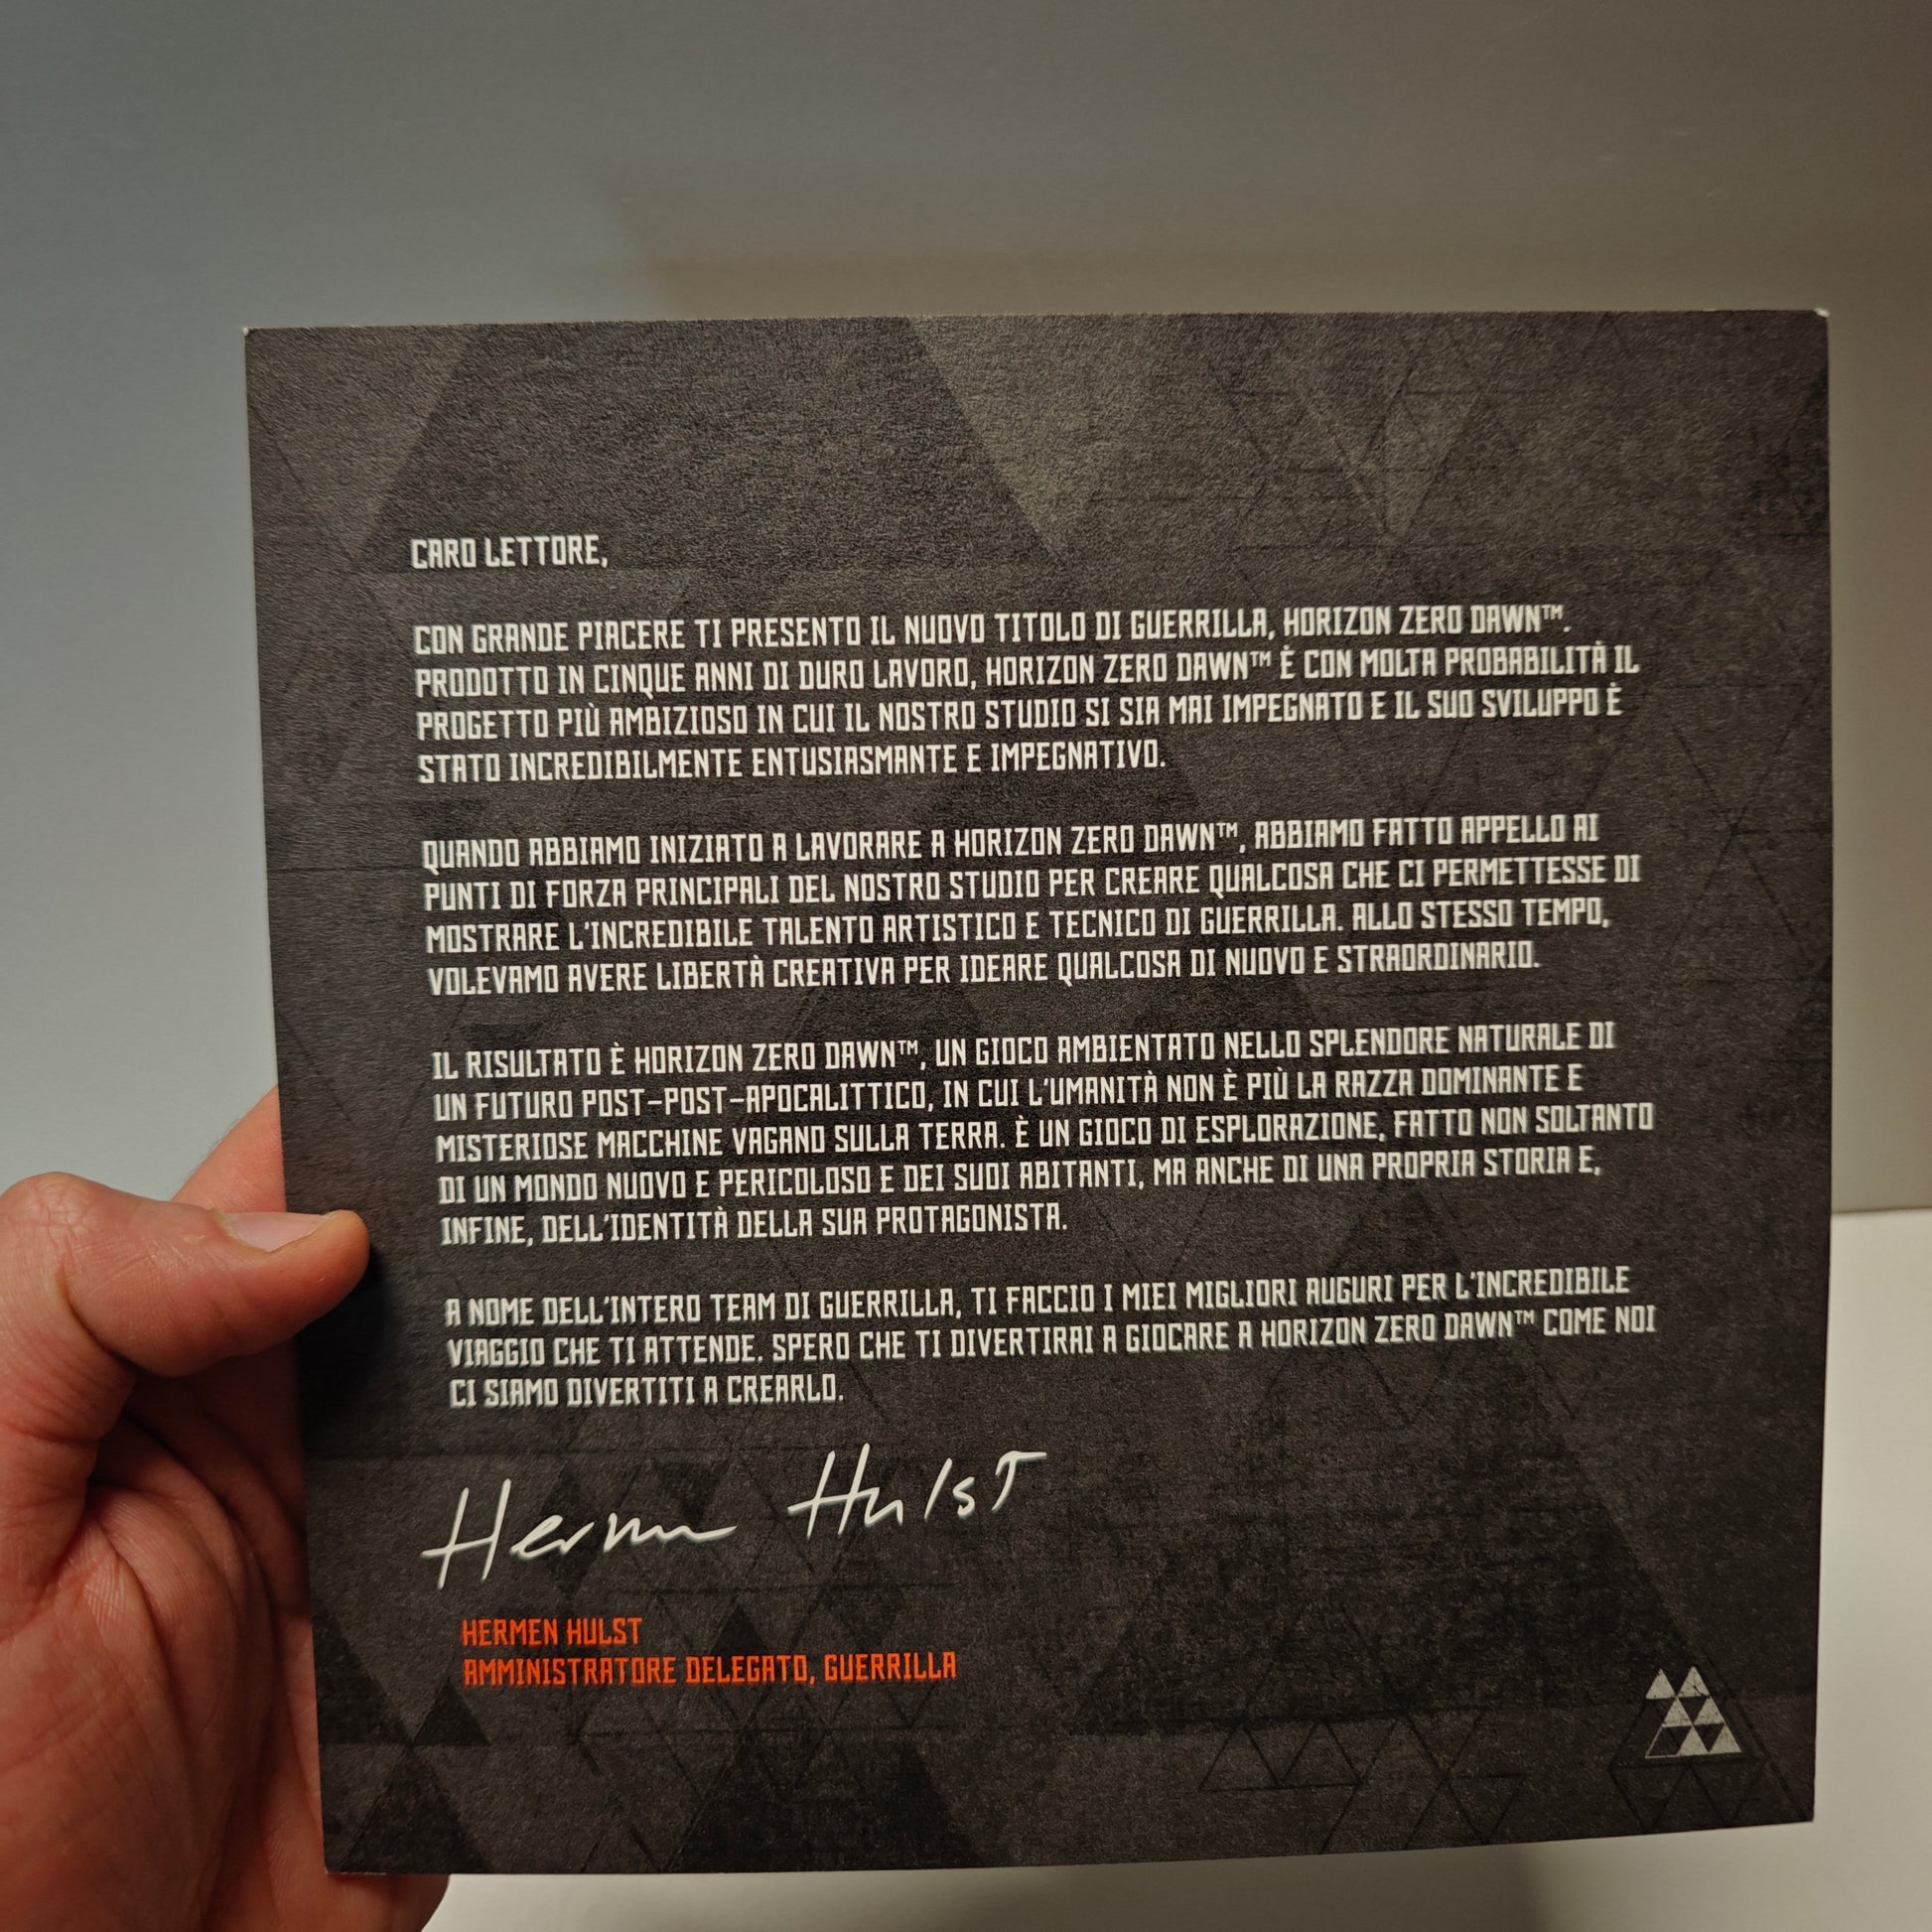 CARO LETTORE,
CON GRANDE PIACERE TI PRESENTO IL NUOVO TITOLO DI GUERRILLA, HORIZON ZERO DAWN™.
PRODOTTO IN CINQUE ANNI DI DURO LAVORO, HORIZON ZERO DAWN™ È CON MOLTA PROBABILITÀ IL
PROGETTO PIÙ AMBIZIOSO IN CUI IL NOSTRO STUDIO SI SIA MAI IMPEGNATO E IL SUO SVILUPPO È
STATO INCREDIBILMENTE ENTUSIASMANTE E IMPEGNATIVO.
QUANDO ABBIAMO INIZIATO A LAVORARE A HORIZON ZERO DAWN™, ABBIAMO FATTO APPELLO AI
PUNTI DI FORZA PRINCIPALI DEL NOSTRO STUDIO PER CREARE QUALCOSA CHE CI PERMETTESSE DI
MOSTRARE L'INCREDIBILE TALENTO ARTISTICO E TECNICO DI GUERRILLA. ALLO STESSO TEMPO,
VOLEVAMO AVERE LIBERTÀ CREATIVA PER IDEARE QUALCOSA DI NUOVO E STRAORDINARIO.
IL RISULTATO È HORIZON ZERO DAWN™, UN GIOCO AMBIENTATO NELLO SPLENDORE NATURALE DI
UN FUTURO POST-POST-APOCALITTICO, IN CUI L'UMANITÀ NON È PIÙ LA RAZZA DOMINANTE E
MISTERIOSE MACCHINE VAGANO SULLA TERRA. È UN GIOCO DI ESPLORAZIONE, FATTO NON SOLTANTO
DI UN MONDO NUOVO E PERICOLOSO E DEI SUOI ABITANTI, MA ANCHE DI UNA PROPRIA STORIA E,
INFINE, DELL'IDENTITÀ DELLA SUA PROTAGONISTA.
A NOME DELL'INTERO TEAM DI GUERRILLA, TI FACCIO I MIEI MIGLIORI AUGURI PER L'INCREDIBILE
VIAGGIO CHE TI ATTENDE. SPERO CHE TI DIVERTIRAI A GIOCARE A HORIZON ZERO DAWN™ COME NOI
CI SIAMO DIVERTITI A CREARLO.
Hermen Hulst
HERMEN HULST
AMMINISTRATORE DELEGATO, GUERRILLA